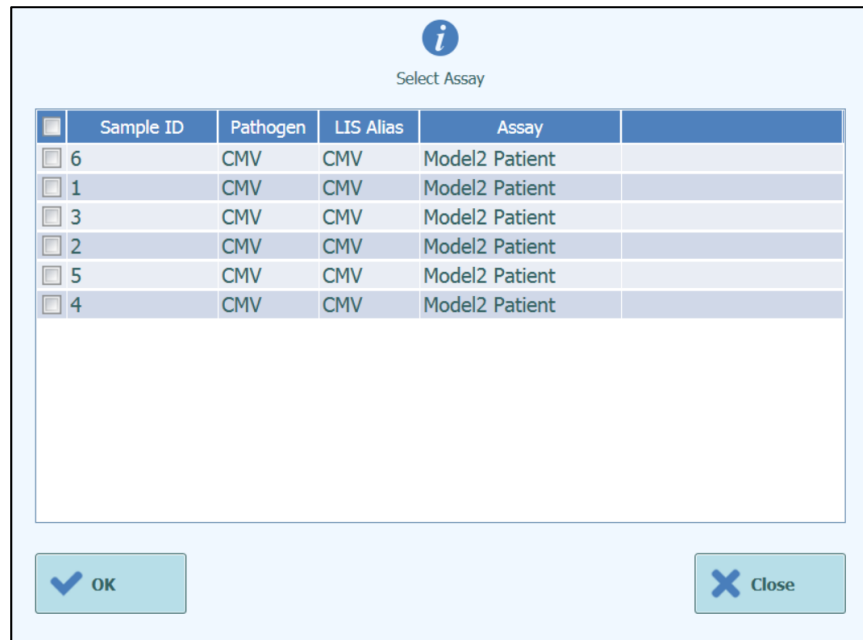 Select Assay
Sample ID Pathogen LIS Alias Assay
6 CMV CMV Model2 Patient
1 CMV CMV Model2 Patient
3 CMV CMV Model2 Patient
2 CMV CMV Model2 Patient
5 CMV CMV Model2 Patient
4 CMV CMV Model2 Patient
OK Close